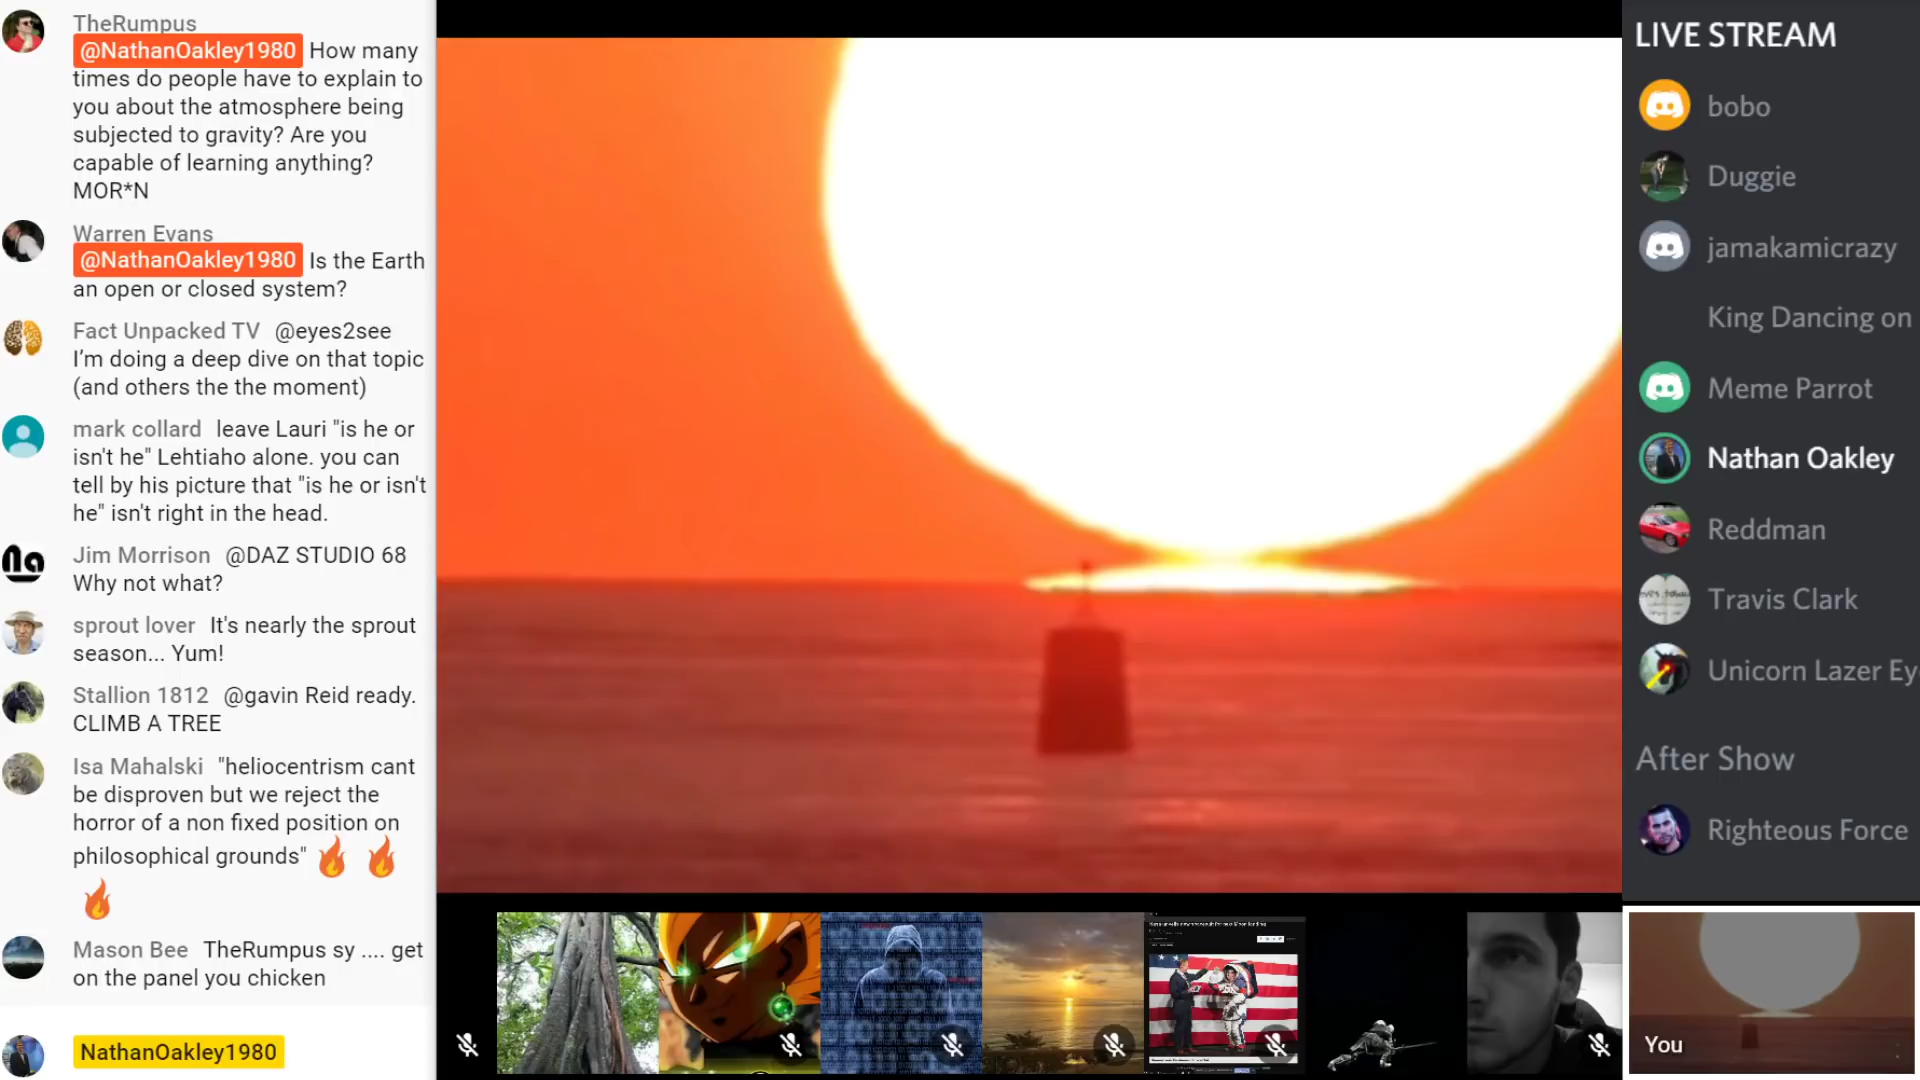 TheRumpus
@NathanOakley1980 How many
times do people have to explain to
you about the atmosphere being
subjected to gravity? Are you
capable of learning anything?
MOR*N
Warren Evans
@NathanOakley1980 Is the Earth
an open or closed system?
Fact Unpacked TV @eyes2see
I’m doing a deep dive on that topic
(and others the the moment)
mark collard leave Lauri "is he or
isn't he" Lehtiaho alone. you can
tell by his picture that "is he or isn't
he" isn't right in the head.
Jim Morrison @DAZ STUDIO 68
Why not what?
sprout lover It's nearly the sprout
season... Yum!
Stallion 1812 @gavin Reid ready.
CLIMB A TREE
Isa Mahalski "heliocentrism cant
be disproven but we reject the
horror of a non fixed position on
philosophical grounds"
Mason Bee TheRumpus sy .... get
on the panel you chicken
NathanOakley1980
LIVE STREAM
bobo
Duggie
jamakamicrazy
King Dancing on
Meme Parrot
Nathan Oakley
Reddman
Travis Clark
Unicorn Lazer Ey
After Show
Righteous Force
You